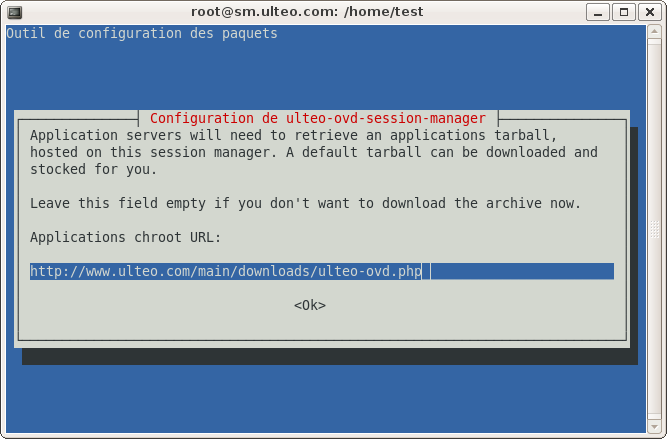 root@sm.ulteo.com: /home/test
Outil de configuration des paquets
Configuration de ulteo-ovd-session-manager
Application servers will need to retrieve an applications tarball,
hosted on this session manager. A default tarball can be downloaded and
stocked for you.
Leave this field empty if you don't want to download the archive now.
Applications chroot URL:
http://www.ulteo.com/main/downloads/ulteo-ovd.php
<Ok>